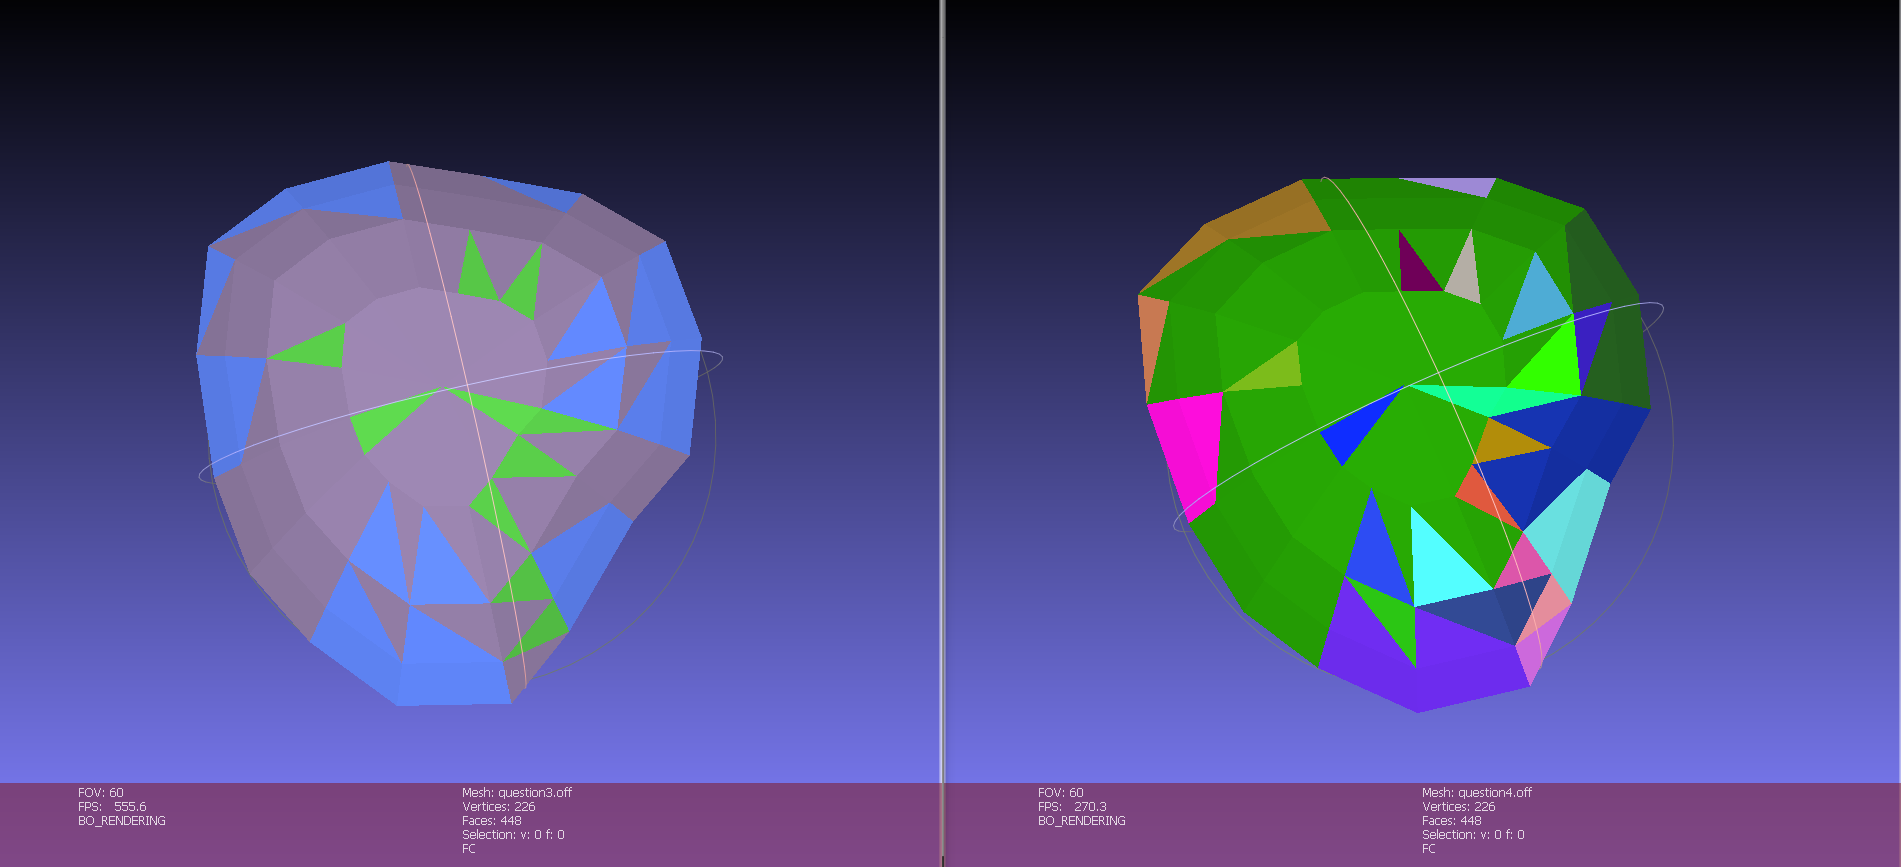 FOV: 60
FPS: 555.6
BO_RENDERING
Mesh: question3.off
Vertices: 226
Faces: 448
Selection: v: 0 f: 0
FC
FOV: 60
FPS: 270.3
BO_RENDERING
Mesh: question4.off
Vertices: 226
Faces: 448
Selection: v: 0 f: 0
FC